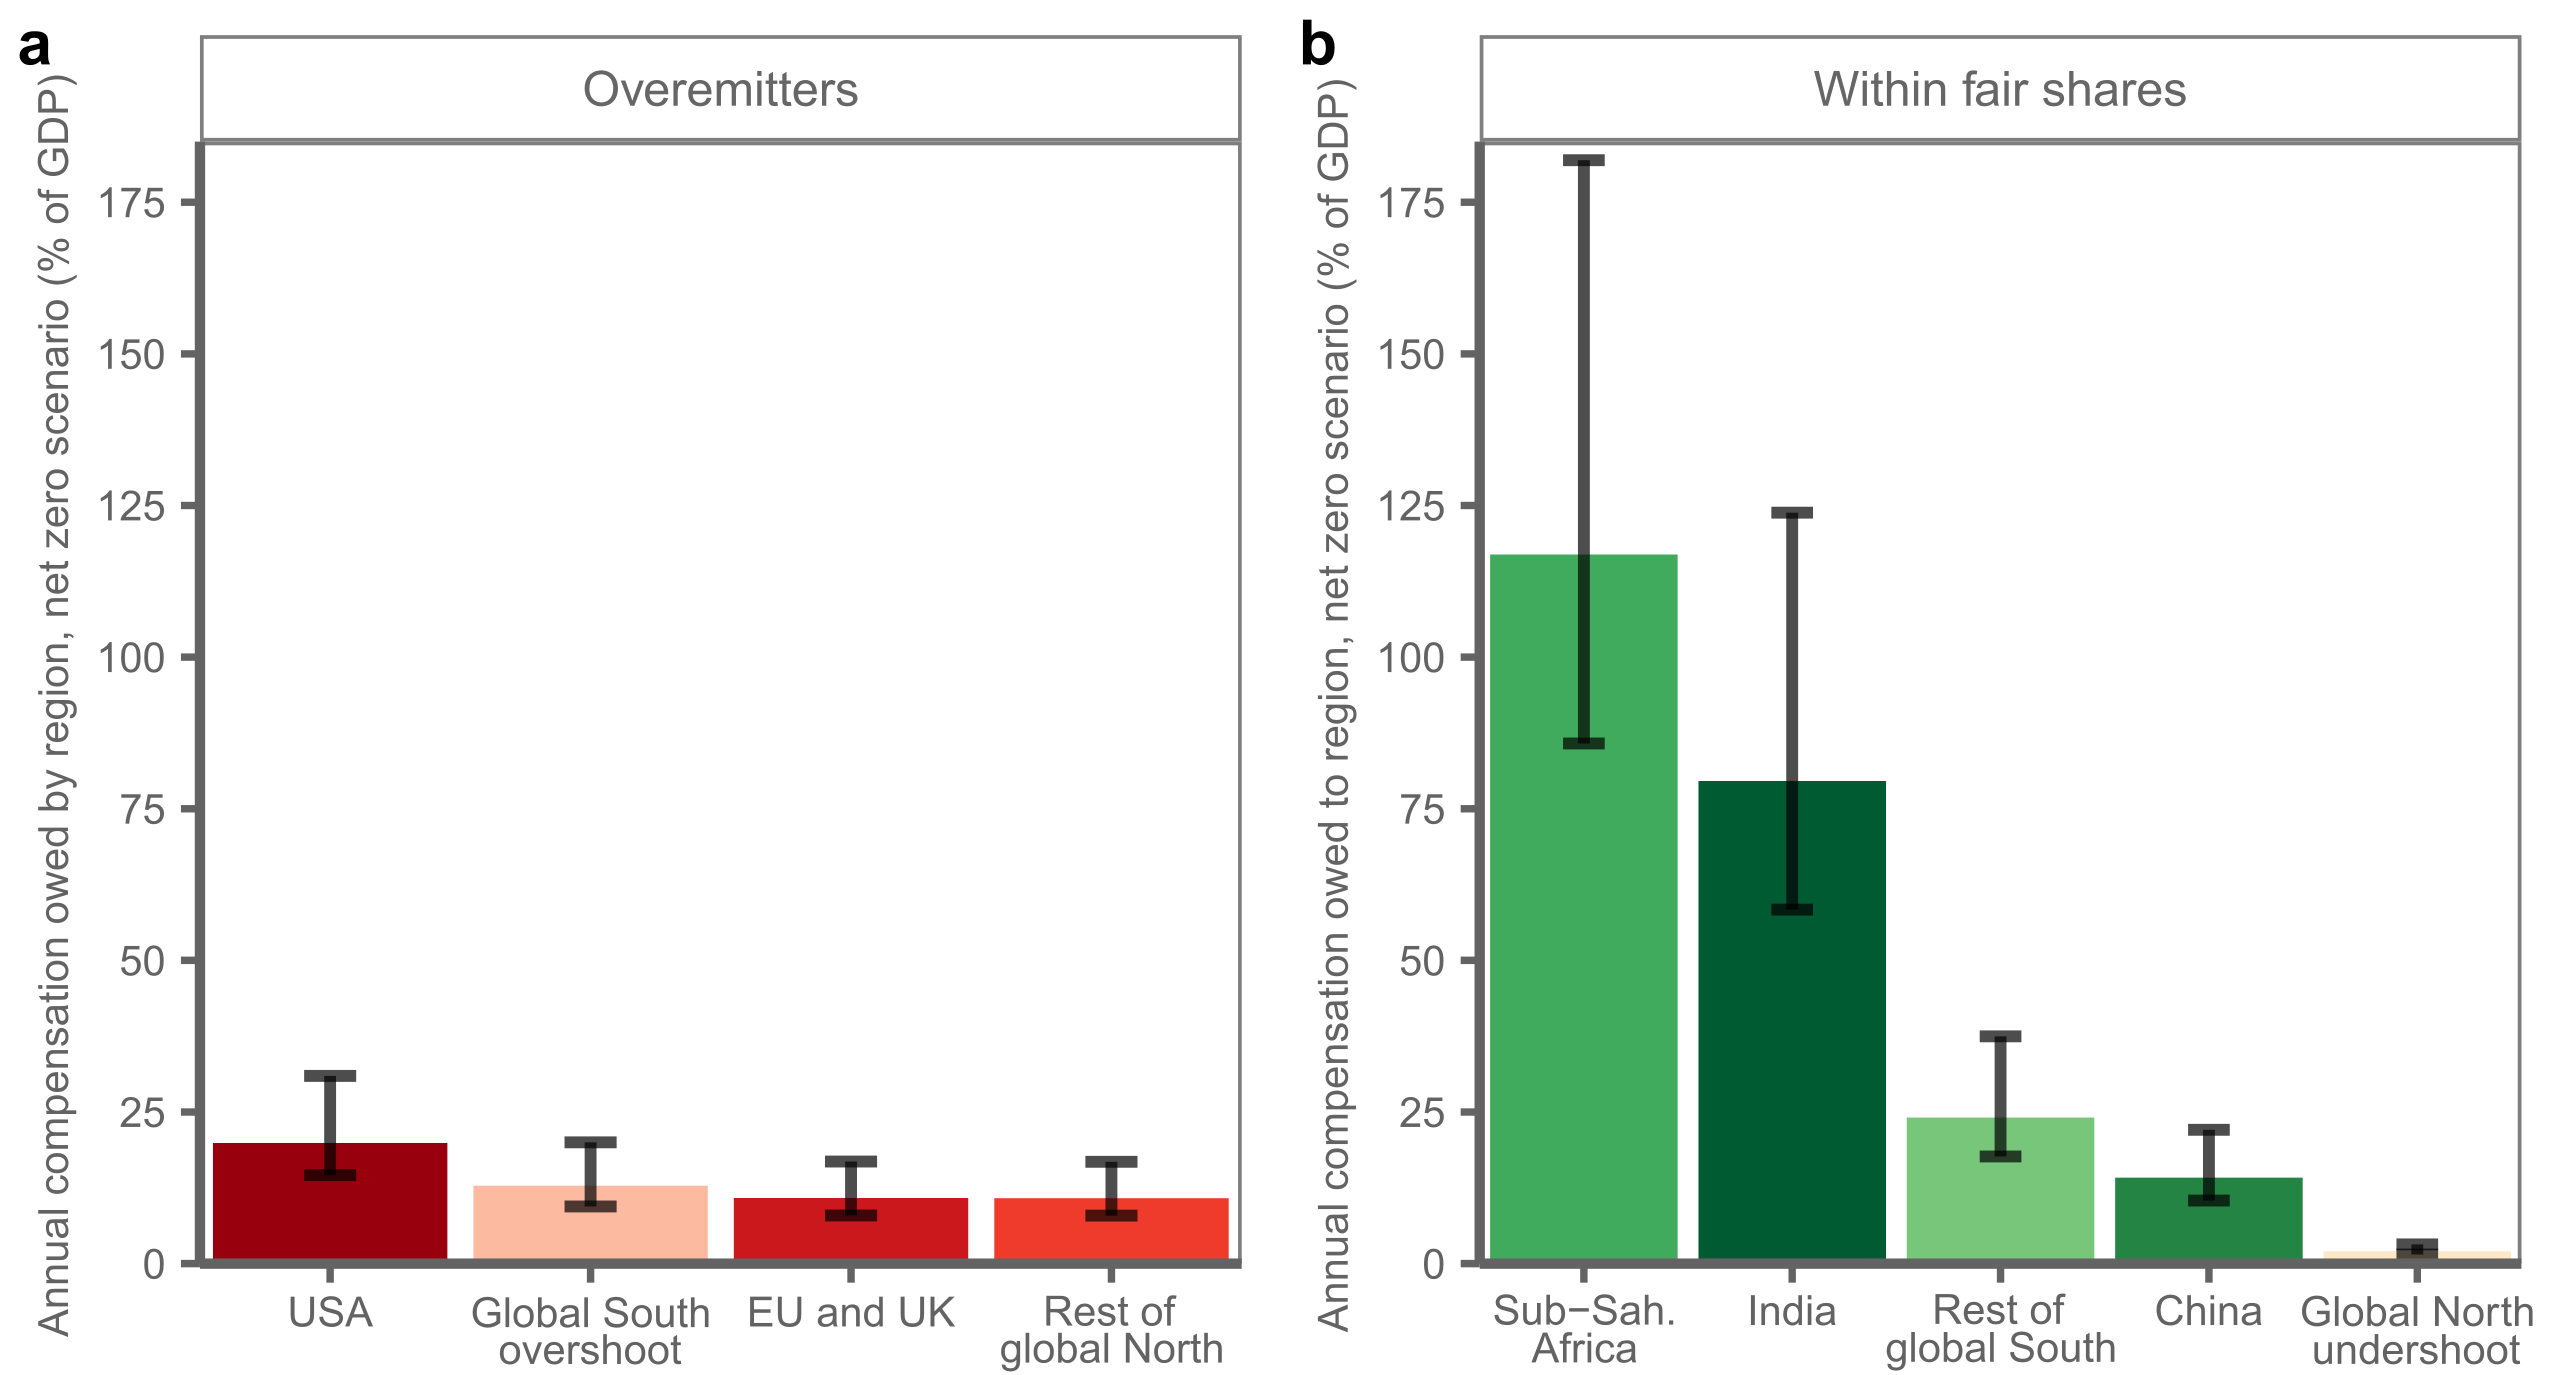 a
Overemitters
Annual compensation owed by region, net zero scenario (% of GDP)
175
150
125
100
75
50
25
0
USA
Global South
overshoot
EU and UK
Rest of
global North
b
Within fair shares
Annual compensation owed to region, net zero scenario (% of GDP)
175
150
125
100
75
50
25
0
Sub−Sah.
Africa
India
Rest of
global South
China
Global North
undershoot